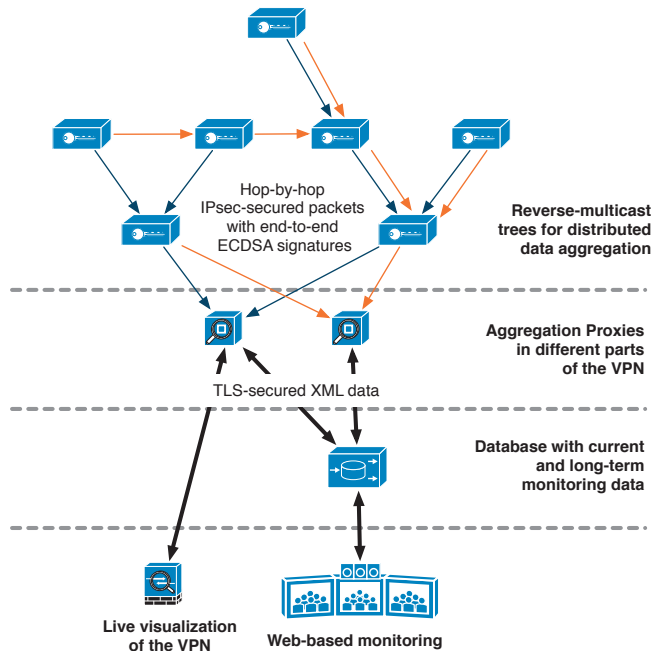 Hop-by-hop
IPsec-secured packets
with end-to-end
ECDSA signatures
Reverse-multicast
trees for distributed
data aggregation
Aggregation Proxies
in different parts
of the VPN
TLS-secured XML data
Database with current
and long-term
monitoring data
Live visualization
of the VPN
Web-based monitoring